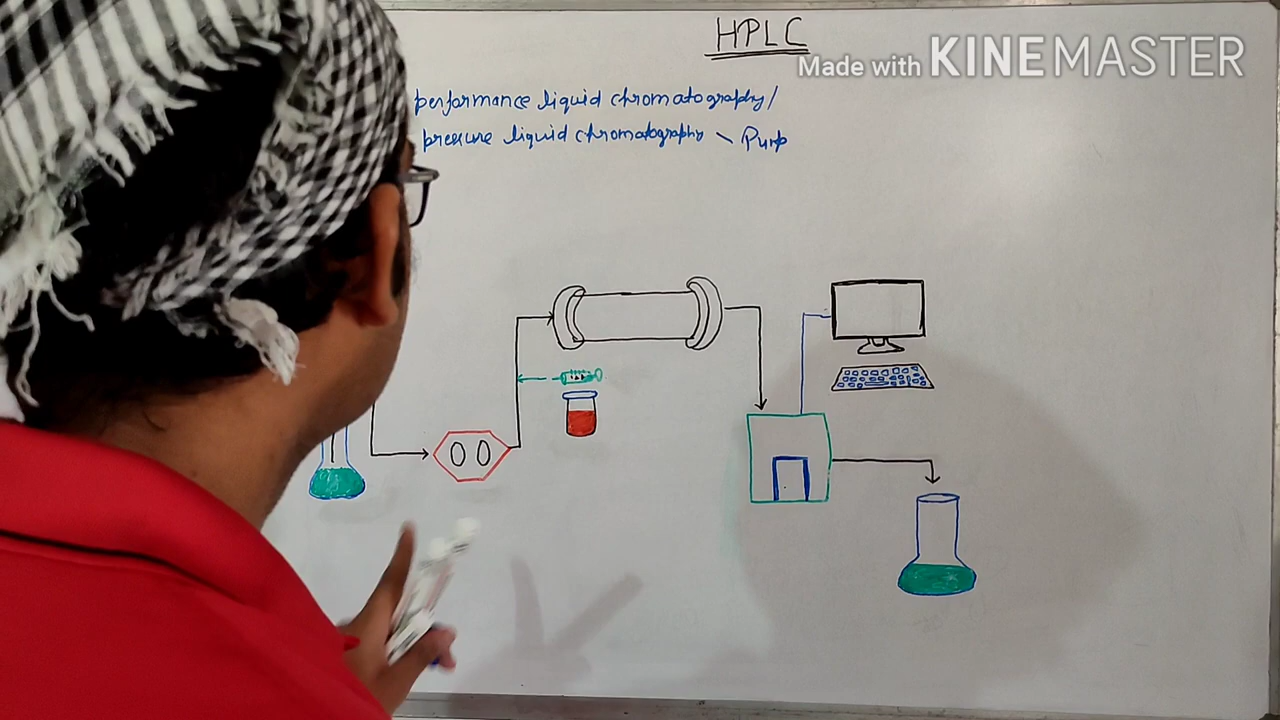 HPLC
Made with KINEMASTER
performance liquid chromatography/
pressure liquid chromatography \ Pump